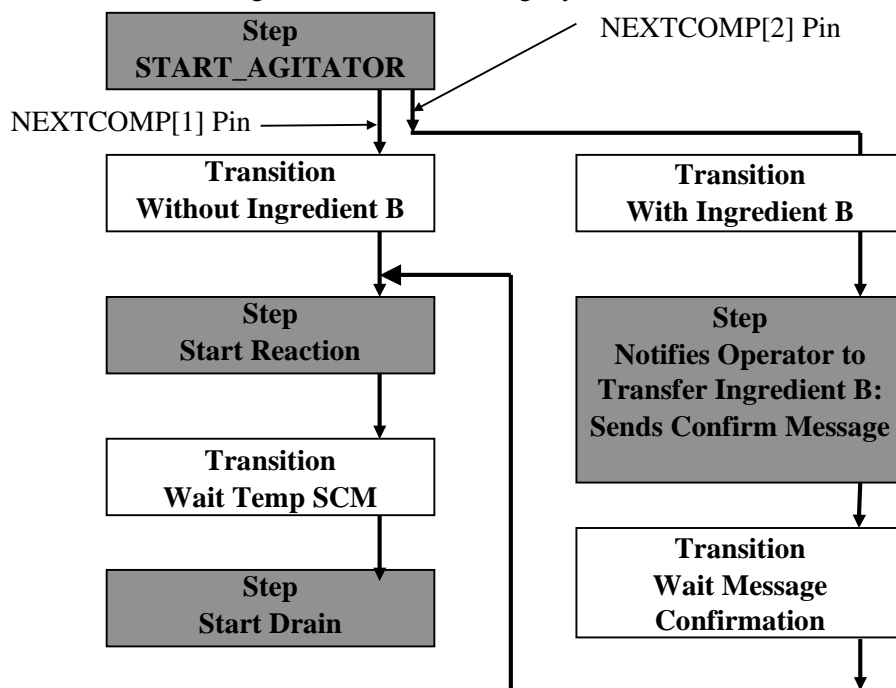 Step
START_AGITATOR
NEXTCOMP[2] Pin
NEXTCOMP[1] Pin
Transition
Without Ingredient B
Transition
With Ingredient B
Step
Start Reaction
Step
Notifies Operator to
Transfer Ingredient B:
Sends Confirm Message
Transition
Wait Temp SCM
Transition
Wait Message
Confirmation
Step
Start Drain